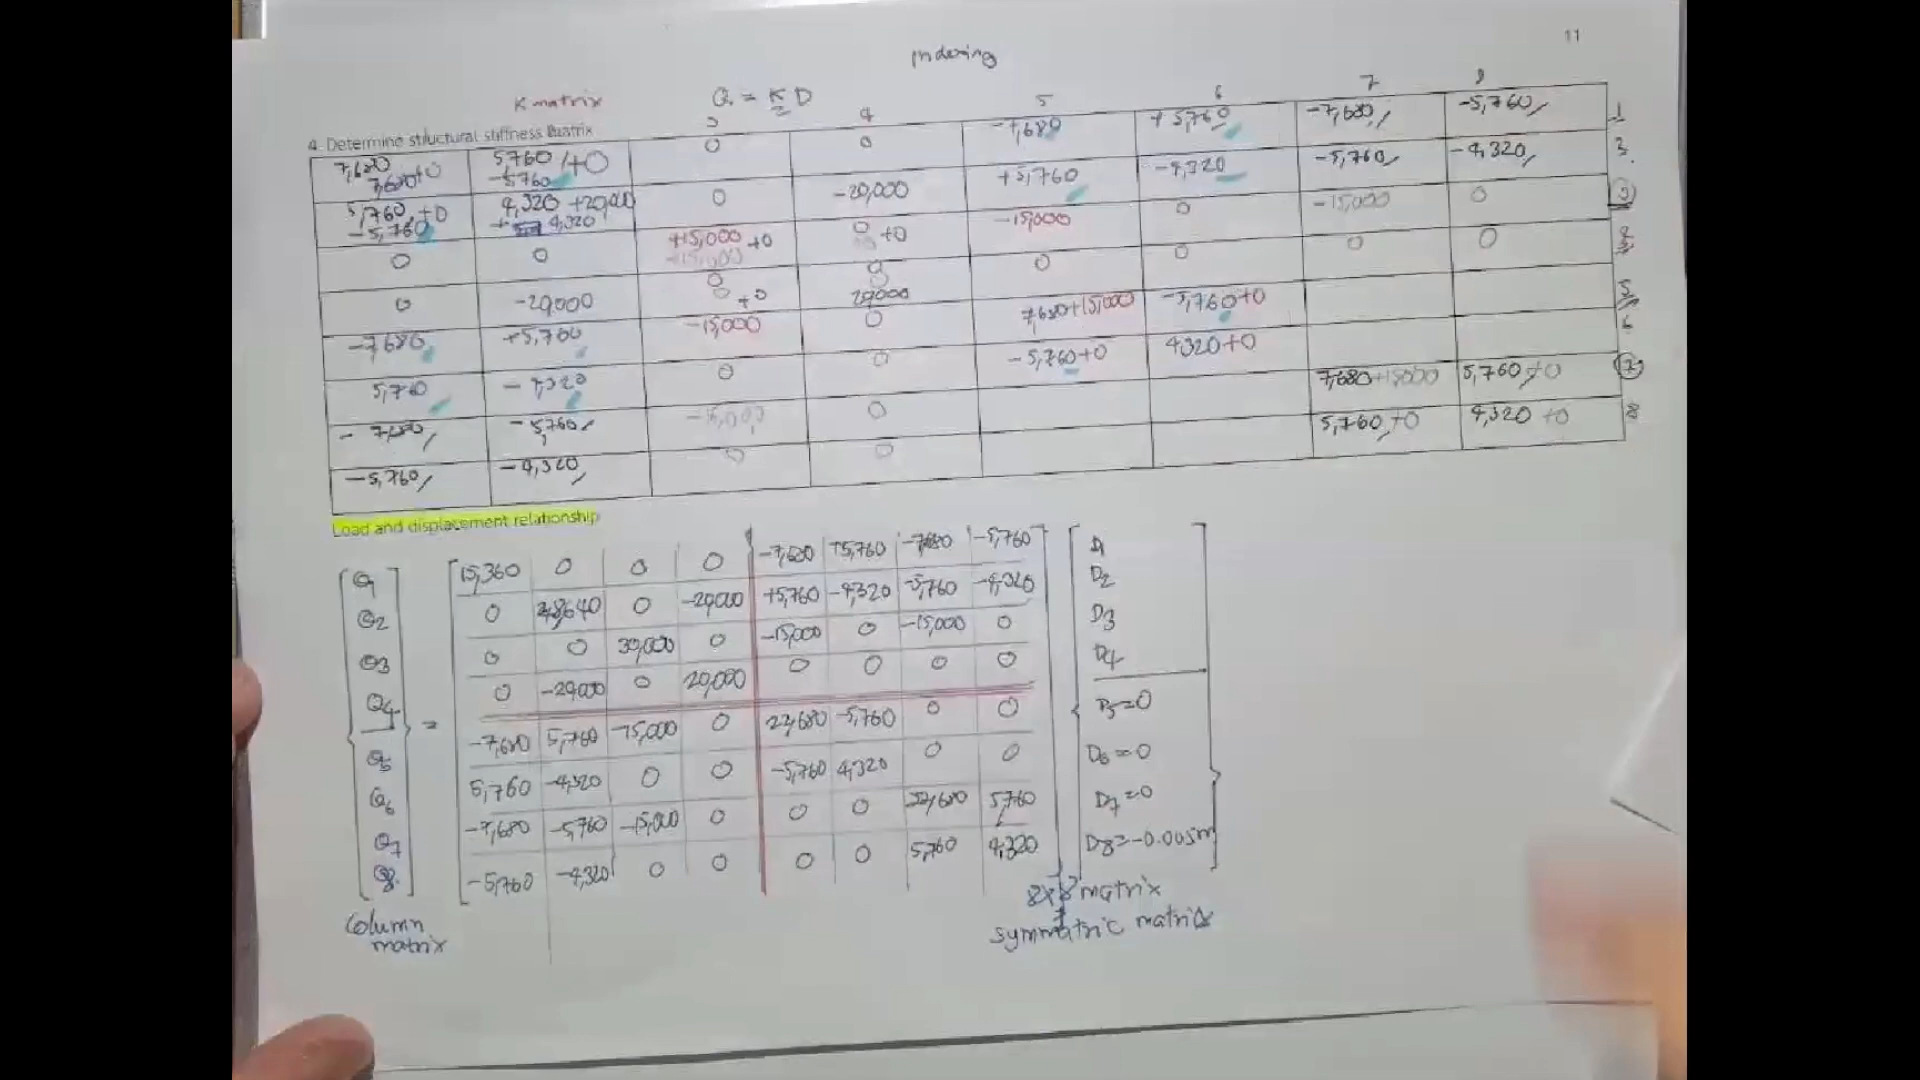 11
Indexing
K matrix Q = K D
3 4 5 6 7 8
4. Determine structural stiffness matrix
7,680 5,760 /+0 0 0 -7,680 +5,760 -7,680 -5,760 1
7,680+0 -5,760
5,760 +0 4,320 +20,000 0 -20,000 +5,760 -4,320 -5,760 -4,320 3.
-5,760 4,320
0 0 +15,000 +0 0 +0 -15,000 0 -15,000 0 3
+15,000
0 -20,000 0 +0 20,000 0 0 0 0
-7,680 +5,760 -15,000 0 7,680+15,000 -5,760+0 5
5,760 -4,320 0 0 -5,760+0 4320+0 6
-7,680 -5,760 -15,000 0 7,680+15000 5,760 +0 7
-5,760 -4,320 0 0 5,760+0 4,320 +0 8
Load and displacement relationship
Q1 15,360 0 0 0 -7,680 +5,760 -7,680 -5,760 D1
Q2 0 28,640 0 -20,000 +5,760 -4,320 -5,760 -4,320 D2
Q3 0 0 30,000 0 -15,000 0 -15,000 0 D3
Q4 0 -20,000 0 20,000 0 0 0 0 D4
Q5 = -7,680 5,760 -15,000 0 22,680 -5,760 0 0 D5=0
Q6 5,760 -4,320 0 0 -5,760 4,320 0 0 D6=0
Q7 -7,680 -5,760 -15,000 0 0 0 22,680 5,760 D7=0
Q8. -5,760 -4,320 0 0 0 0 5,760 4,320 D8=-0.005m
Column 8x8 matrix
matrix symmatric matrix